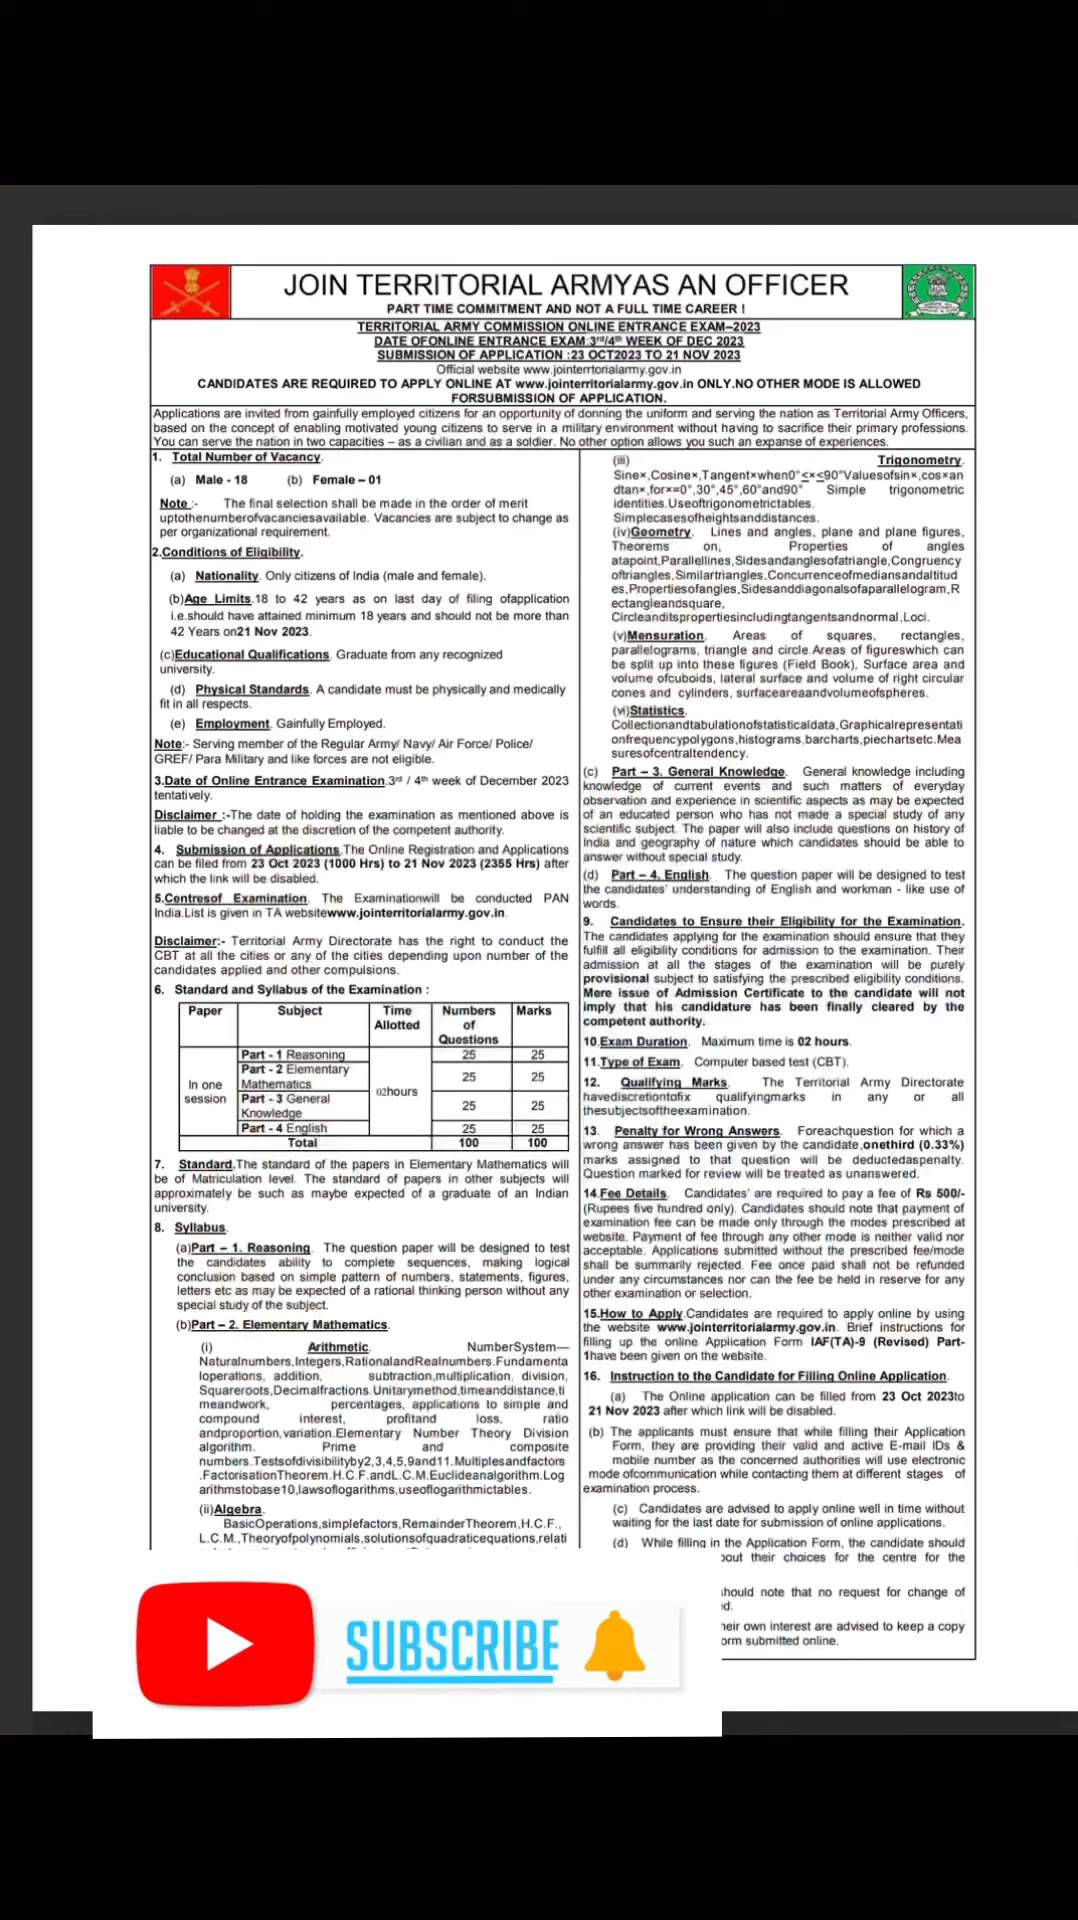 JOIN TERRITORIAL ARMYAS AN OFFICER
PART TIME COMMITMENT AND NOT A FULL TIME CAREER !
TERRITORIAL ARMY COMMISSION ONLINE ENTRANCE EXAM–2023
DATE OFONLINE ENTRANCE EXAM:3rd/4th WEEK OF DEC 2023
SUBMISSION OF APPLICATION :23 OCT2023 TO 21 NOV 2023
Official website www.jointerritorialarmy.gov.in
CANDIDATES ARE REQUIRED TO APPLY ONLINE AT www.jointerritorialarmy.gov.in ONLY.NO OTHER MODE IS ALLOWED
FORSUBMISSION OF APPLICATION.
Applications are invited from gainfully employed citizens for an opportunity of donning the uniform and serving the nation as Territorial Army Officers,
based on the concept of enabling motivated young citizens to serve in a military environment without having to sacrifice their primary professions.
You can serve the nation in two capacities – as a civilian and as a soldier. No other option allows you such an expanse of experiences.
1. Total Number of Vacancy.
(a) Male - 18 (b) Female – 01
Note :- The final selection shall be made in the order of merit
uptothenumberofvacanciesavailable. Vacancies are subject to change as
per organizational requirement.
2.Conditions of Eligibility.
(a) Nationality. Only citizens of India (male and female).
(b)Age Limits.18 to 42 years as on last day of filing ofapplication
i.e.should have attained minimum 18 years and should not be more than
42 Years on21 Nov 2023.
(c)Educational Qualifications. Graduate from any recognized
university.
(d) Physical Standards. A candidate must be physically and medically
fit in all respects.
(e) Employment. Gainfully Employed.
Note:- Serving member of the Regular Army/ Navy/ Air Force/ Police/
GREF/ Para Military and like forces are not eligible.
3.Date of Online Entrance Examination.3rd / 4th week of December 2023
tentatively.
Disclaimer :-The date of holding the examination as mentioned above is
liable to be changed at the discretion of the competent authority.
4. Submission of Applications.The Online Registration and Applications
can be filed from 23 Oct 2023 (1000 Hrs) to 21 Nov 2023 (2355 Hrs) after
which the link will be disabled.
5.Centresof Examination. The Examinationwill be conducted PAN
India.List is given in TA websitewww.jointerritorialarmy.gov.in.
Disclaimer:- Territorial Army Directorate has the right to conduct the
CBT at all the cities or any of the cities depending upon number of the
candidates applied and other compulsions.
6. Standard and Syllabus of the Examination :
Paper Subject Time Allotted Numbers of Questions Marks
In one session 02hours
Part - 1 Reasoning 25 25
Part - 2 Elementary Mathematics 25 25
Part - 3 General Knowledge 25 25
Part - 4 English 25 25
Total 100 100
7. Standard.The standard of the papers in Elementary Mathematics will
be of Matriculation level. The standard of papers in other subjects will
approximately be such as maybe expected of a graduate of an Indian
university.
8. Syllabus.
(a)Part – 1. Reasoning. The question paper will be designed to test
the candidates ability to complete sequences, making logical
conclusion based on simple pattern of numbers, statements, figures,
letters etc as may be expected of a rational thinking person without any
special study of the subject.
(b)Part – 2. Elementary Mathematics.
(i) Arithmetic. NumberSystem—
Naturalnumbers,Integers,RationalandRealnumbers.Fundamenta
loperations, addition, subtraction,multiplication, division,
Squareroots,Decimalfractions.Unitarymethod,timeanddistance,ti
meandwork, percentages, applications to simple and
compound interest, profitand loss, ratio
andproportion,variation.Elementary Number Theory Division
algorithm. Prime and composite
numbers.Testsofdivisibilityby2,3,4,5,9and11.Multiplesandfactors
.FactorisationTheorem.H.C.F.andL.C.M.Euclideanalgorithm.Log
arithmstobase10,lawsoflogarithms,useoflogarithmictables.
(ii)Algebra.
BasicOperations,simplefactors,RemainderTheorem,H.C.F.,
L.C.M.,Theoryofpolynomials,solutionsofquadraticequations,relati
(iii) Trigonometry.
Sine×,Cosine×,Tangent×when0°≤×≤90°Valuesofsin×,cos×an
dtan×,for×=0°,30°,45°,60°and90° Simple trigonometric
identities.Useoftrigonometrictables.
Simplecasesofheightsanddistances.
(iv)Geometry. Lines and angles, plane and plane figures,
Theorems on, Properties of angles
atapoint,Parallellines,Sidesandanglesofatriangle,Congruency
oftriangles,Similartriangles,Concurrenceofmediansandaltitud
es,Propertiesofangles,Sidesanddiagonalsofaparallelogram,R
ectangleandsquare,
Circleanditspropertiesincludingtangentsandnormal,Loci.
(v)Mensuration. Areas of squares, rectangles,
parallelograms, triangle and circle.Areas of figureswhich can
be split up into these figures (Field Book), Surface area and
volume ofcuboids, lateral surface and volume of right circular
cones and cylinders, surfaceareaandvolumeofspheres.
(vi)Statistics.
Collectionandtabulationofstatisticaldata,Graphicalrepresentati
onfrequencypolygons,histograms,barcharts,piechartsetc.Mea
suresofcentraltendency.
(c) Part – 3. General Knowledge. General knowledge including
knowledge of current events and such matters of everyday
observation and experience in scientific aspects as may be expected
of an educated person who has not made a special study of any
scientific subject. The paper will also include questions on history of
India and geography of nature which candidates should be able to
answer without special study.
(d) Part – 4. English. The question paper will be designed to test
the candidates' understanding of English and workman - like use of
words.
9. Candidates to Ensure their Eligibility for the Examination.
The candidates applying for the examination should ensure that they
fulfill all eligibility conditions for admission to the examination. Their
admission at all the stages of the examination will be purely
provisional subject to satisfying the prescribed eligibility conditions.
Mere issue of Admission Certificate to the candidate will not
imply that his candidature has been finally cleared by the
competent authority.
10.Exam Duration. Maximum time is 02 hours.
11.Type of Exam. Computer based test (CBT).
12. Qualifying Marks. The Territorial Army Directorate
havediscretiontofix qualifyingmarks in any or all
thesubjectsoftheexamination.
13. Penalty for Wrong Answers. Foreachquestion for which a
wrong answer has been given by the candidate,onethird (0.33%)
marks assigned to that question will be deductedaspenalty.
Question marked for review will be treated as unanswered.
14.Fee Details. Candidates' are required to pay a fee of Rs 500/-
(Rupees five hundred only). Candidates should note that payment of
examination fee can be made only through the modes prescribed at
website. Payment of fee through any other mode is neither valid nor
acceptable. Applications submitted without the prescribed fee/mode
shall be summarily rejected. Fee once paid shall not be refunded
under any circumstances nor can the fee be held in reserve for any
other examination or selection.
15.How to Apply.Candidates are required to apply online by using
the website www.jointerritorialarmy.gov.in. Brief instructions for
filling up the online Application Form IAF(TA)-9 (Revised) Part-
1have been given on the website.
16. Instruction to the Candidate for Filling Online Application.
(a) The Online application can be filled from 23 Oct 2023to
21 Nov 2023 after which link will be disabled.
(b) The applicants must ensure that while filling their Application
Form, they are providing their valid and active E-mail IDs &
mobile number as the concerned authorities will use electronic
mode ofcommunication while contacting them at different stages of
examination process.
(c) Candidates are advised to apply online well in time without
waiting for the last date for submission of online applications.
(d) While filling in the Application Form, the candidate should
out their choices for the centre for the
hould note that no request for change of
d.
heir own interest are advised to keep a copy
orm submitted online.
SUBSCRIBE